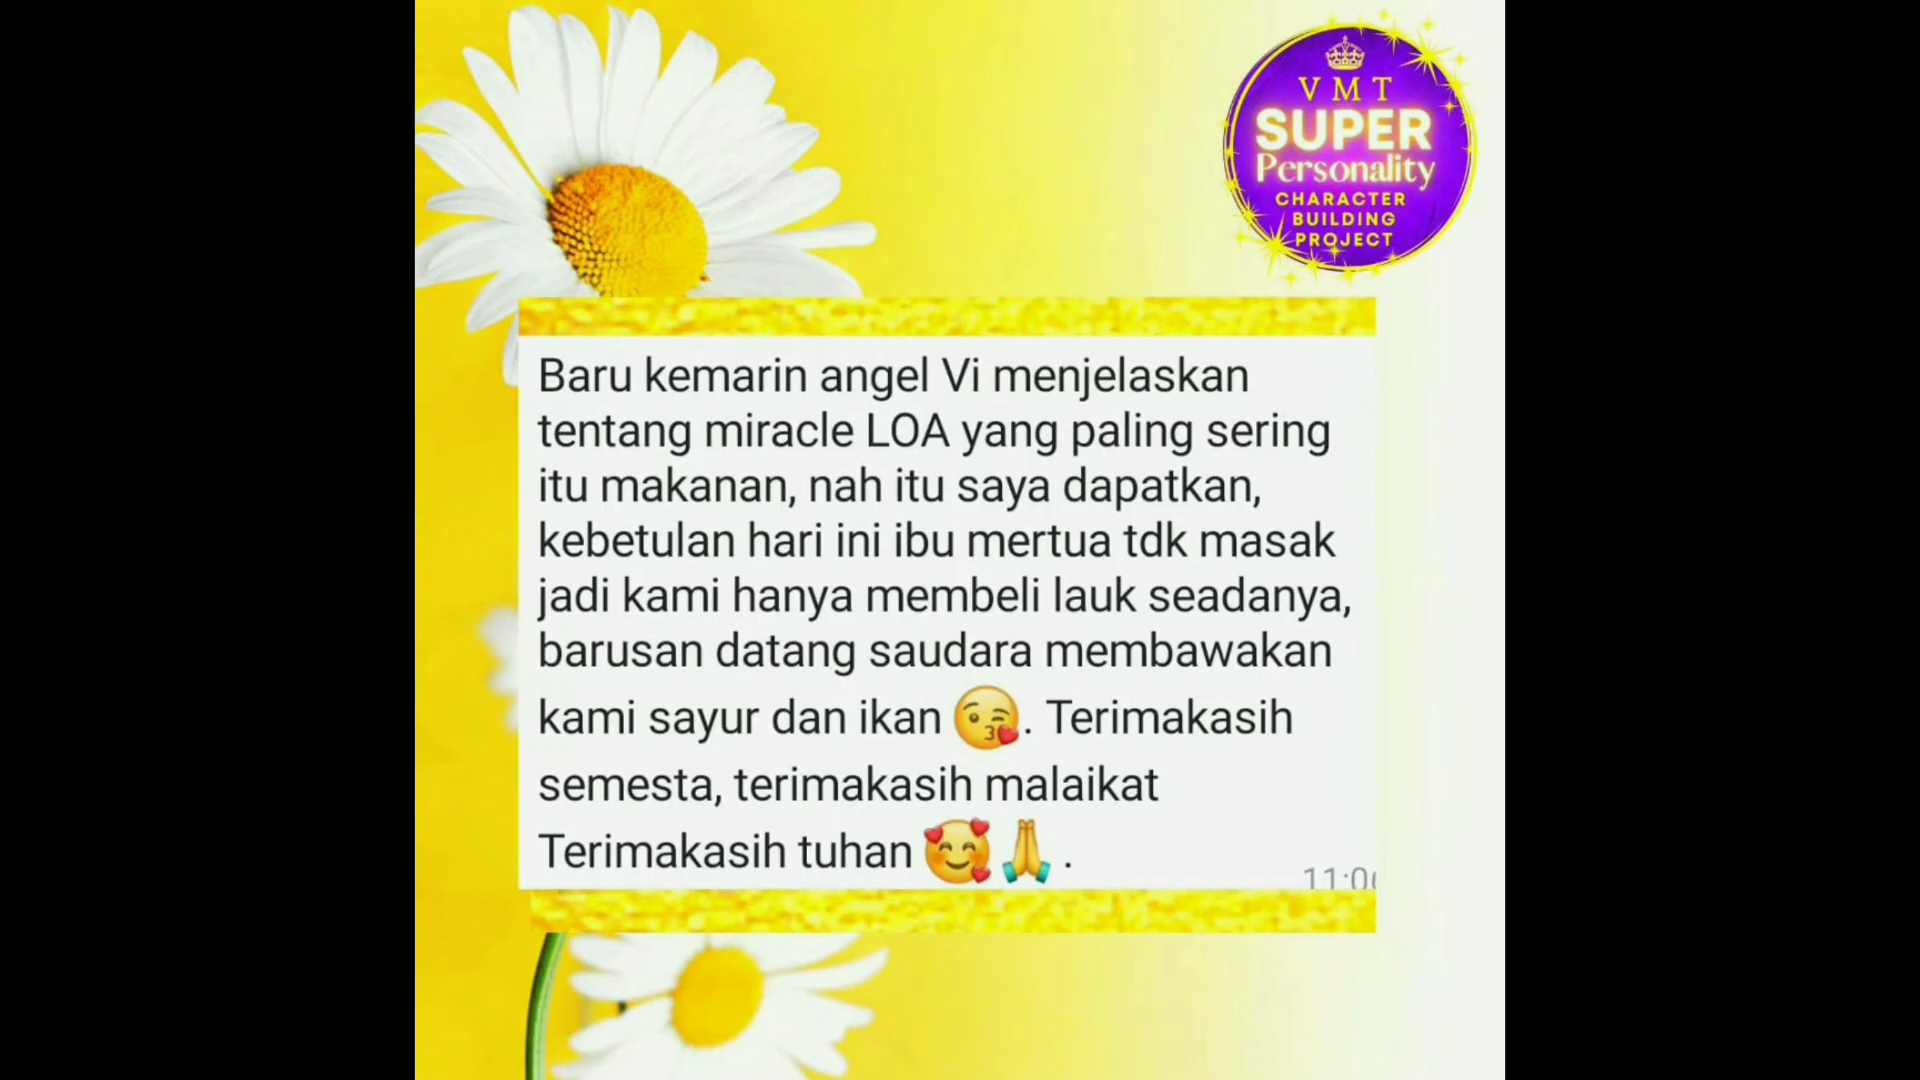 VMT
SUPER
Personality
CHARACTER
BUILDING
PROJECT
Baru kemarin angel Vi menjelaskan
tentang miracle LOA yang paling sering
itu makanan, nah itu saya dapatkan,
kebetulan hari ini ibu mertua tdk masak
jadi kami hanya membeli lauk seadanya,
barusan datang saudara membawakan
kami sayur dan ikan 😘. Terimakasih
semesta, terimakasih malaikat
Terimakasih tuhan 🥰🙏.